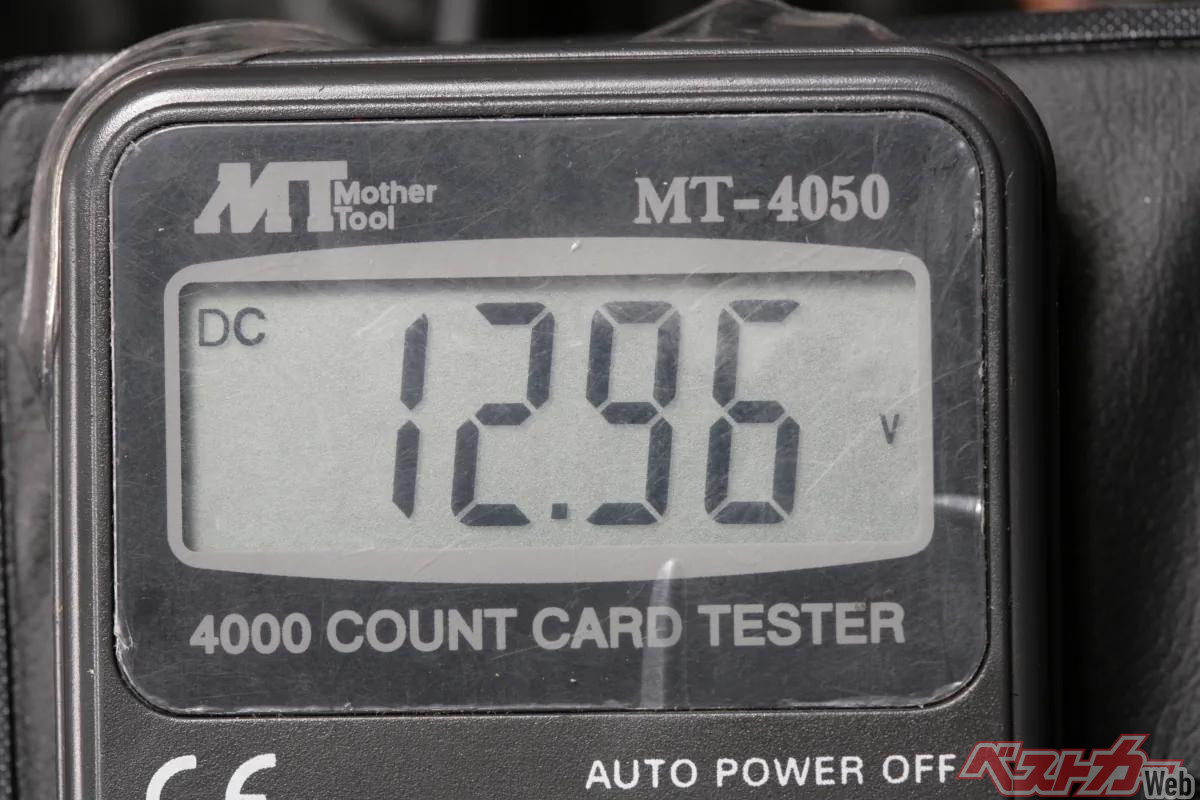 MT Mother Tool
MT-4050
DC
12.96
V
4000 COUNT CARD TESTER
CE
AUTO POWER OFF
ベストカーWeb